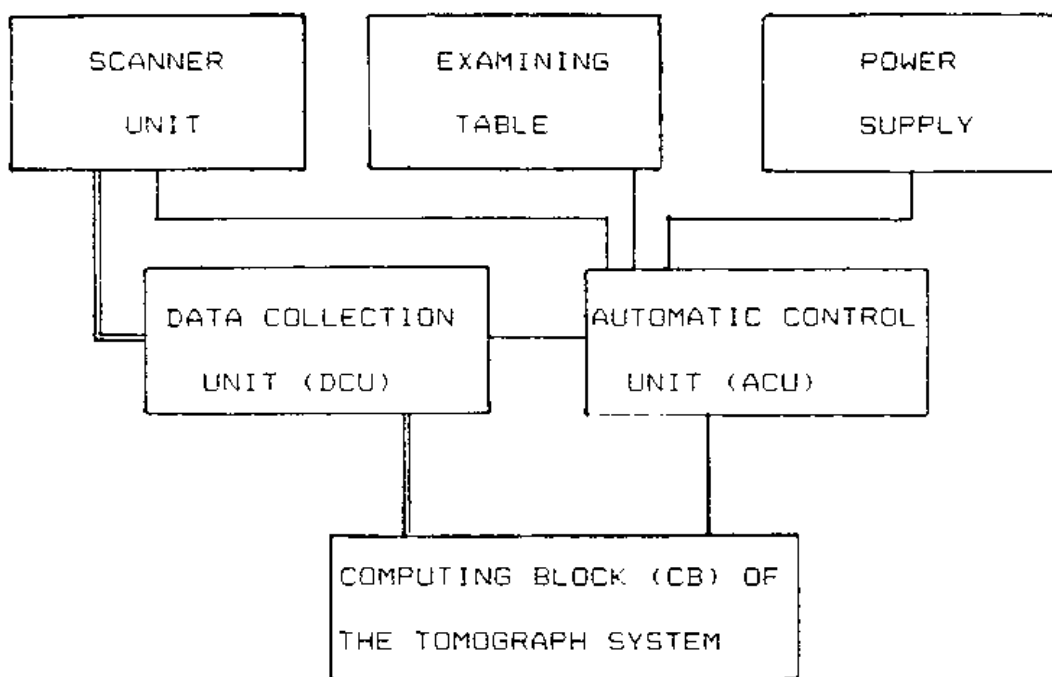 SCANNER
UNIT
EXAMINING
TABLE
POWER
SUPPLY
DATA COLLECTION
UNIT (DCU)
AUTOMATIC CONTROL
UNIT (ACU)
COMPUTING BLOCK (CB) OF
THE TOMOGRAPH SYSTEM